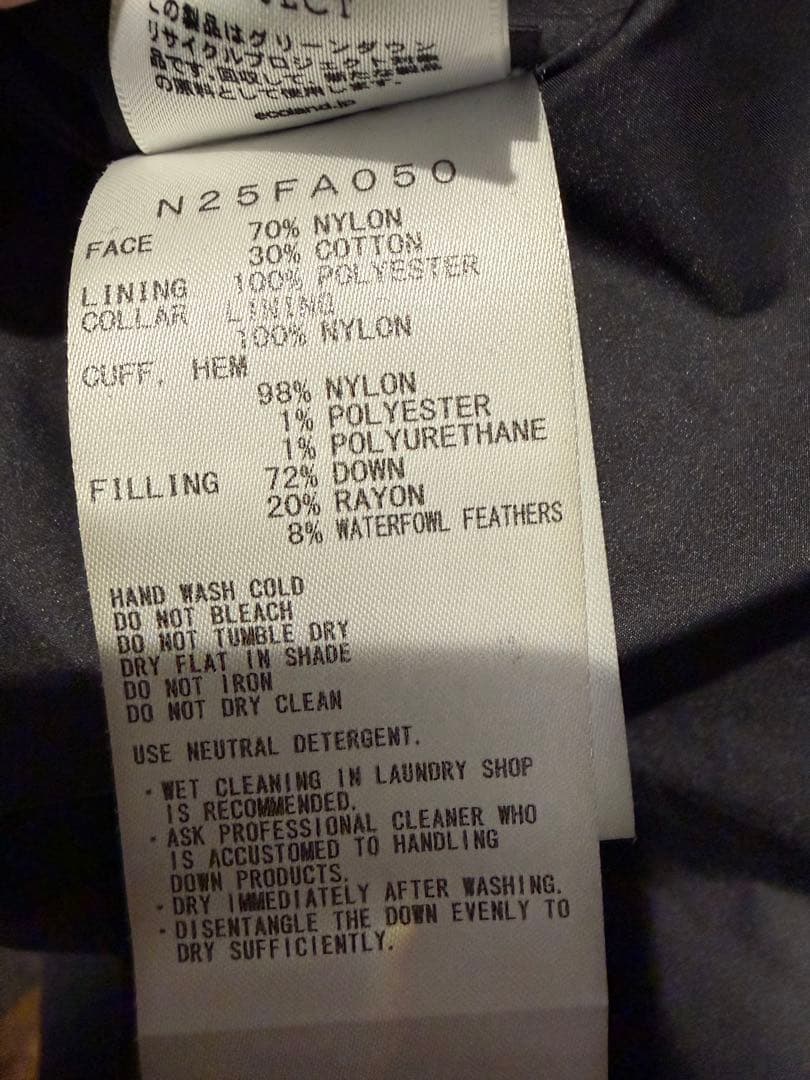 この製品はグリーンダウン
リサイクルプロジェクト対象
品です。回収して、新たな製品
の原料として使用します。
ecoland.jp
N25FA050
FACE 70% NYLON
30% COTTON
LINING 100% POLYESTER
COLLAR LINING
100% NYLON
CUFF, HEM
98% NYLON
1% POLYESTER
1% POLYURETHANE
FILLING 72% DOWN
20% RAYON
8% WATERFOWL FEATHERS
HAND WASH COLD
DO NOT BLEACH
DO NOT TUMBLE DRY
DRY FLAT IN SHADE
DO NOT IRON
DO NOT DRY CLEAN
USE NEUTRAL DETERGENT.
・WET CLEANING IN LAUNDRY SHOP
IS RECOMMENDED.
・ASK PROFESSIONAL CLEANER WHO
IS ACCUSTOMED TO HANDLING
DOWN PRODUCTS.
・DRY IMMEDIATELY AFTER WASHING.
・DISENTANGLE THE DOWN EVENLY TO
DRY SUFFICIENTLY.